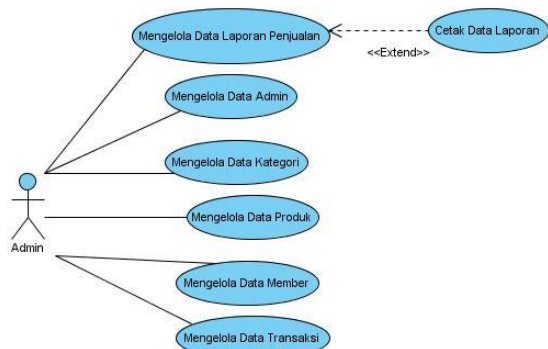 Mengelola Data Laporan Penjualan
Cetak Data Laporan
<<Extend>>
Mengelola Data Admin
Mengelola Data Kategori
Mengelola Data Produk
Admin
Mengelola Data Member
Mengelola Data Transaksi